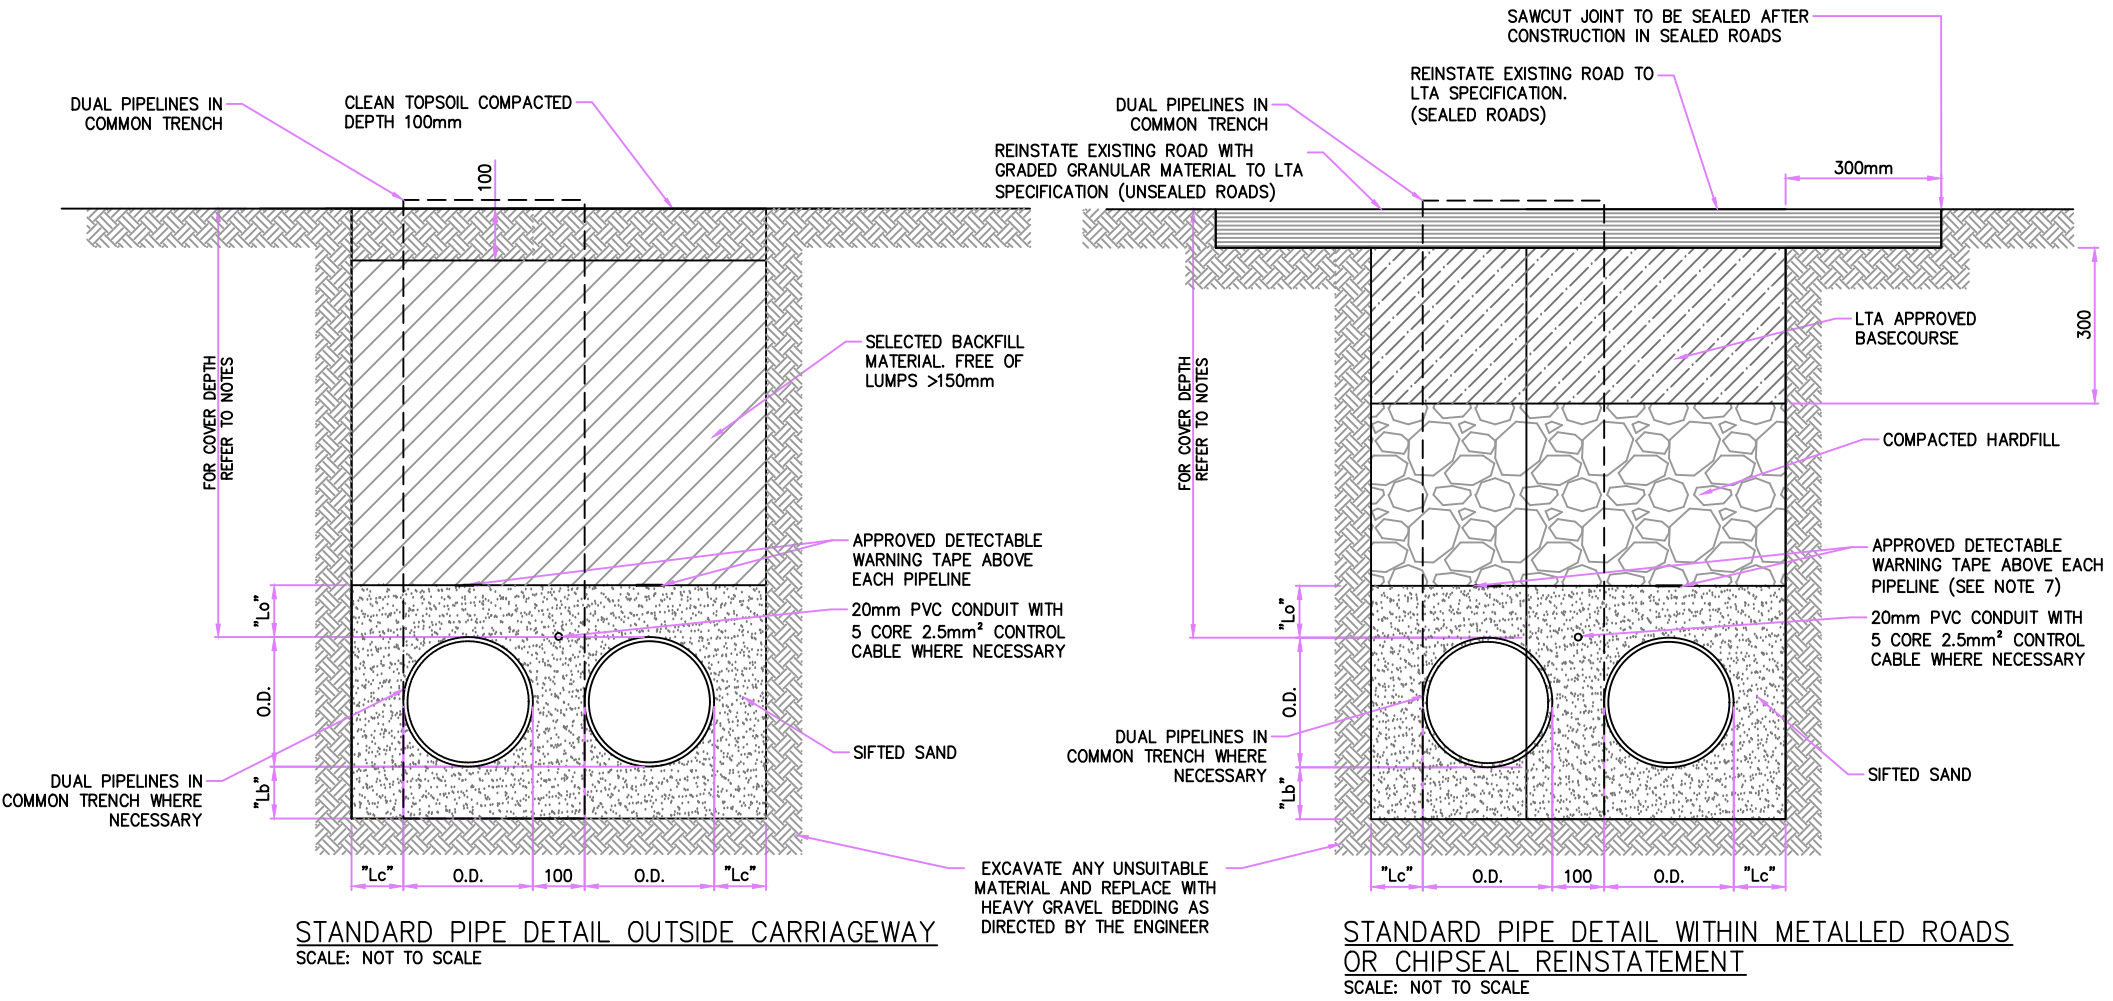 DUAL PIPELINES IN
COMMON TRENCH
CLEAN TOPSOIL COMPACTED
DEPTH 100mm
100
FOR COVER DEPTH
REFER TO NOTES
SELECTED BACKFILL
MATERIAL. FREE OF
LUMPS >150mm
APPROVED DETECTABLE
WARNING TAPE ABOVE
EACH PIPELINE
20mm PVC CONDUIT WITH
5 CORE 2.5mm² CONTROL
CABLE WHERE NECESSARY
"Lo"
O.D.
"Lb"
SIFTED SAND
DUAL PIPELINES IN
COMMON TRENCH WHERE
NECESSARY
"Lc"
O.D.
100
O.D.
"Lc"
EXCAVATE ANY UNSUITABLE
MATERIAL AND REPLACE WITH
HEAVY GRAVEL BEDDING AS
DIRECTED BY THE ENGINEER
STANDARD PIPE DETAIL OUTSIDE CARRIAGEWAY
SCALE: NOT TO SCALE
SAWCUT JOINT TO BE SEALED AFTER
CONSTRUCTION IN SEALED ROADS
REINSTATE EXISTING ROAD TO
LTA SPECIFICATION.
(SEALED ROADS)
DUAL PIPELINES IN
COMMON TRENCH
REINSTATE EXISTING ROAD WITH
GRADED GRANULAR MATERIAL TO LTA
SPECIFICATION (UNSEALED ROADS)
300mm
300
LTA APPROVED
BASECOURSE
FOR COVER DEPTH
REFER TO NOTES
COMPACTED HARDFILL
APPROVED DETECTABLE
WARNING TAPE ABOVE EACH
PIPELINE (SEE NOTE 7)
20mm PVC CONDUIT WITH
5 CORE 2.5mm² CONTROL
CABLE WHERE NECESSARY
"Lo"
O.D.
"Lb"
DUAL PIPELINES IN
COMMON TRENCH WHERE
NECESSARY
SIFTED SAND
"Lc"
O.D.
100
O.D.
"Lc"
STANDARD PIPE DETAIL WITHIN METALLED ROADS
OR CHIPSEAL REINSTATEMENT
SCALE: NOT TO SCALE